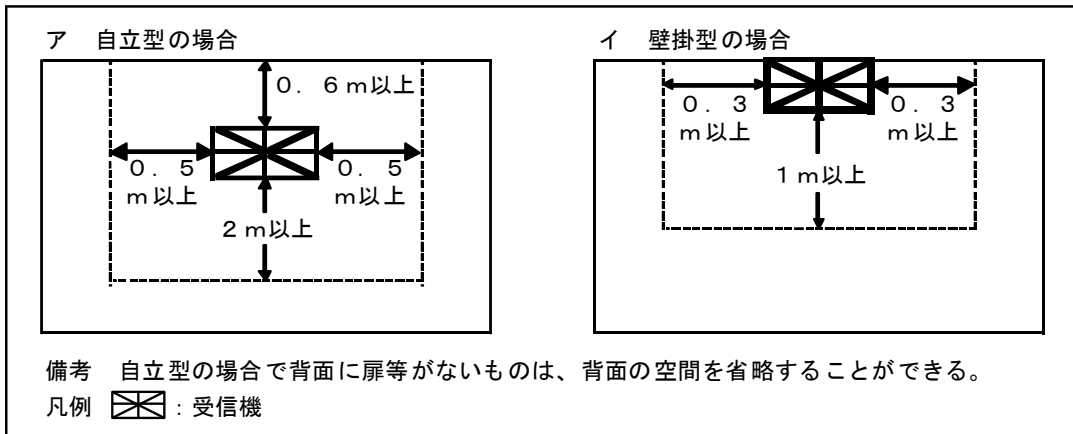 ア　自立型の場合
０．６ｍ以上
０．５
ｍ以上
０．５
ｍ以上
２ｍ以上
イ　壁掛型の場合
０．３
ｍ以上
０．３
ｍ以上
１ｍ以上
備考　自立型の場合で背面に扉等がないものは、背面の空間を省略することができる。
凡例　：受信機